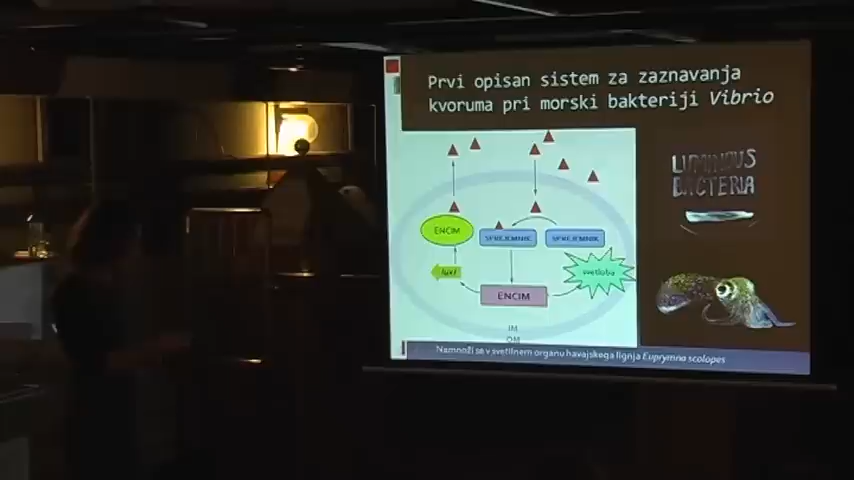 Prvi opisan sistem za zaznavanja
kvoruma pri morski bakteriji Vibrio
LUMINOUS
BACTERIA
ENCIM
SPREJEMNIK
SPREJEMNIK
luxI
svetloba
ENCIM
IM
OM
Namnoži se v svetilnem organu havajskega lignja Euprymna scolopes